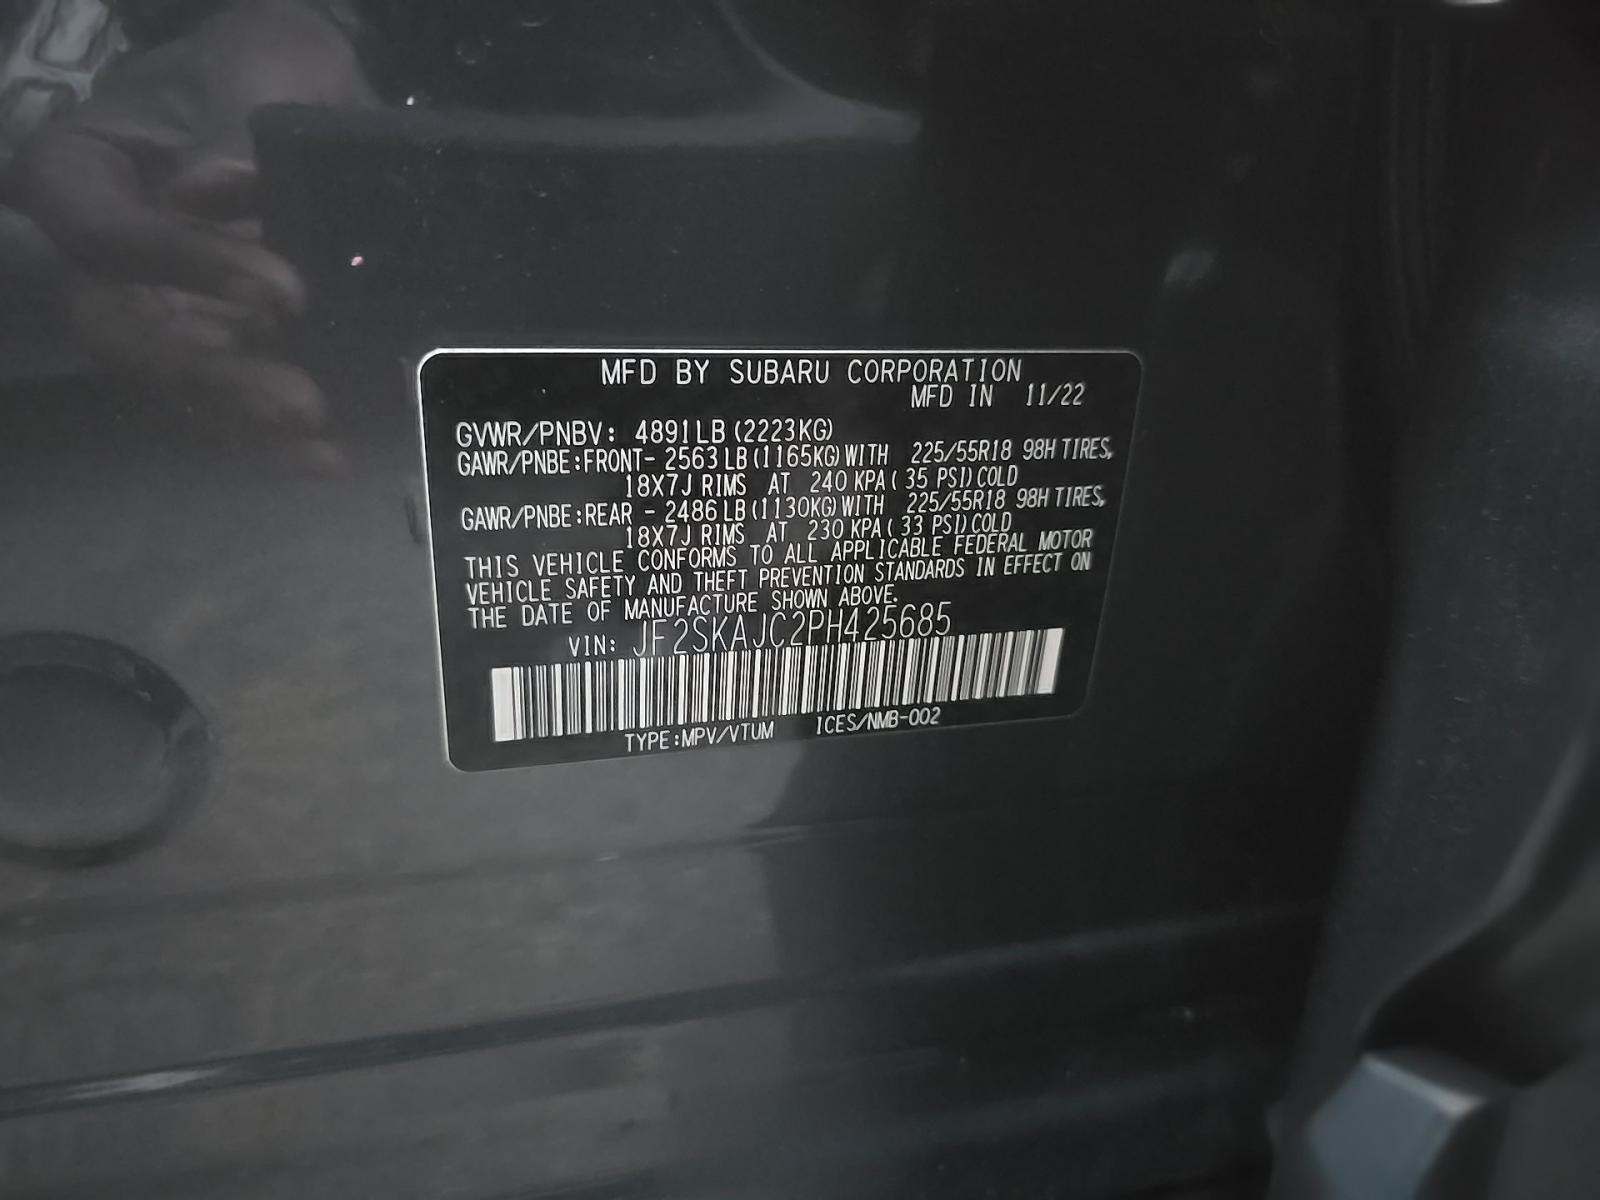 MFD BY SUBARU CORPORATION
MFD IN 11/22
GVWR/PNBV: 4891LB (2223KG)
GAWR/PNBE:FRONT- 2563LB (1165KG) WITH 225/55R18 98H TIRES,
18X7J RIMS AT 240 KPA( 35 PSI) COLD
GAWR/PNBE:REAR - 2486LB (1130KG) WITH 225/55R18 98H TIRES,
18X7J RIMS AT 230 KPA( 33 PSI) COLD
THIS VEHICLE CONFORMS TO ALL APPLICABLE FEDERAL MOTOR
VEHICLE SAFETY AND THEFT PREVENTION STANDARDS IN EFFECT ON
THE DATE OF MANUFACTURE SHOWN ABOVE.
VIN: JF2SKAJC2PH425685
TYPE:MPV/VTUM ICES/NMB-002